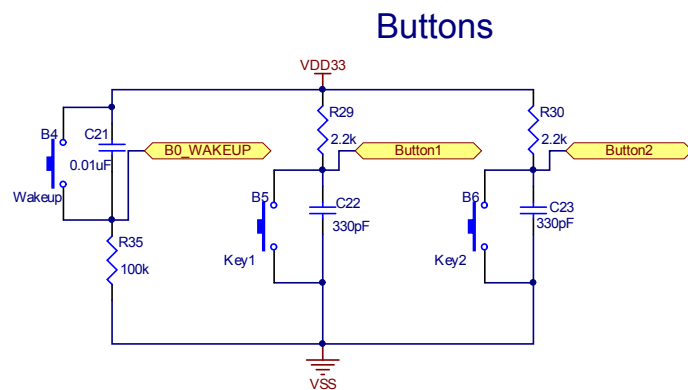 Buttons
VDD33
R29
2.2k
R30
2.2k
B4
C21
0.01uF
Wakeup
B0_WAKEUP
Button1
Button2
B5
C22
330pF
Key1
B6
C23
330pF
Key2
R35
100k
VSS